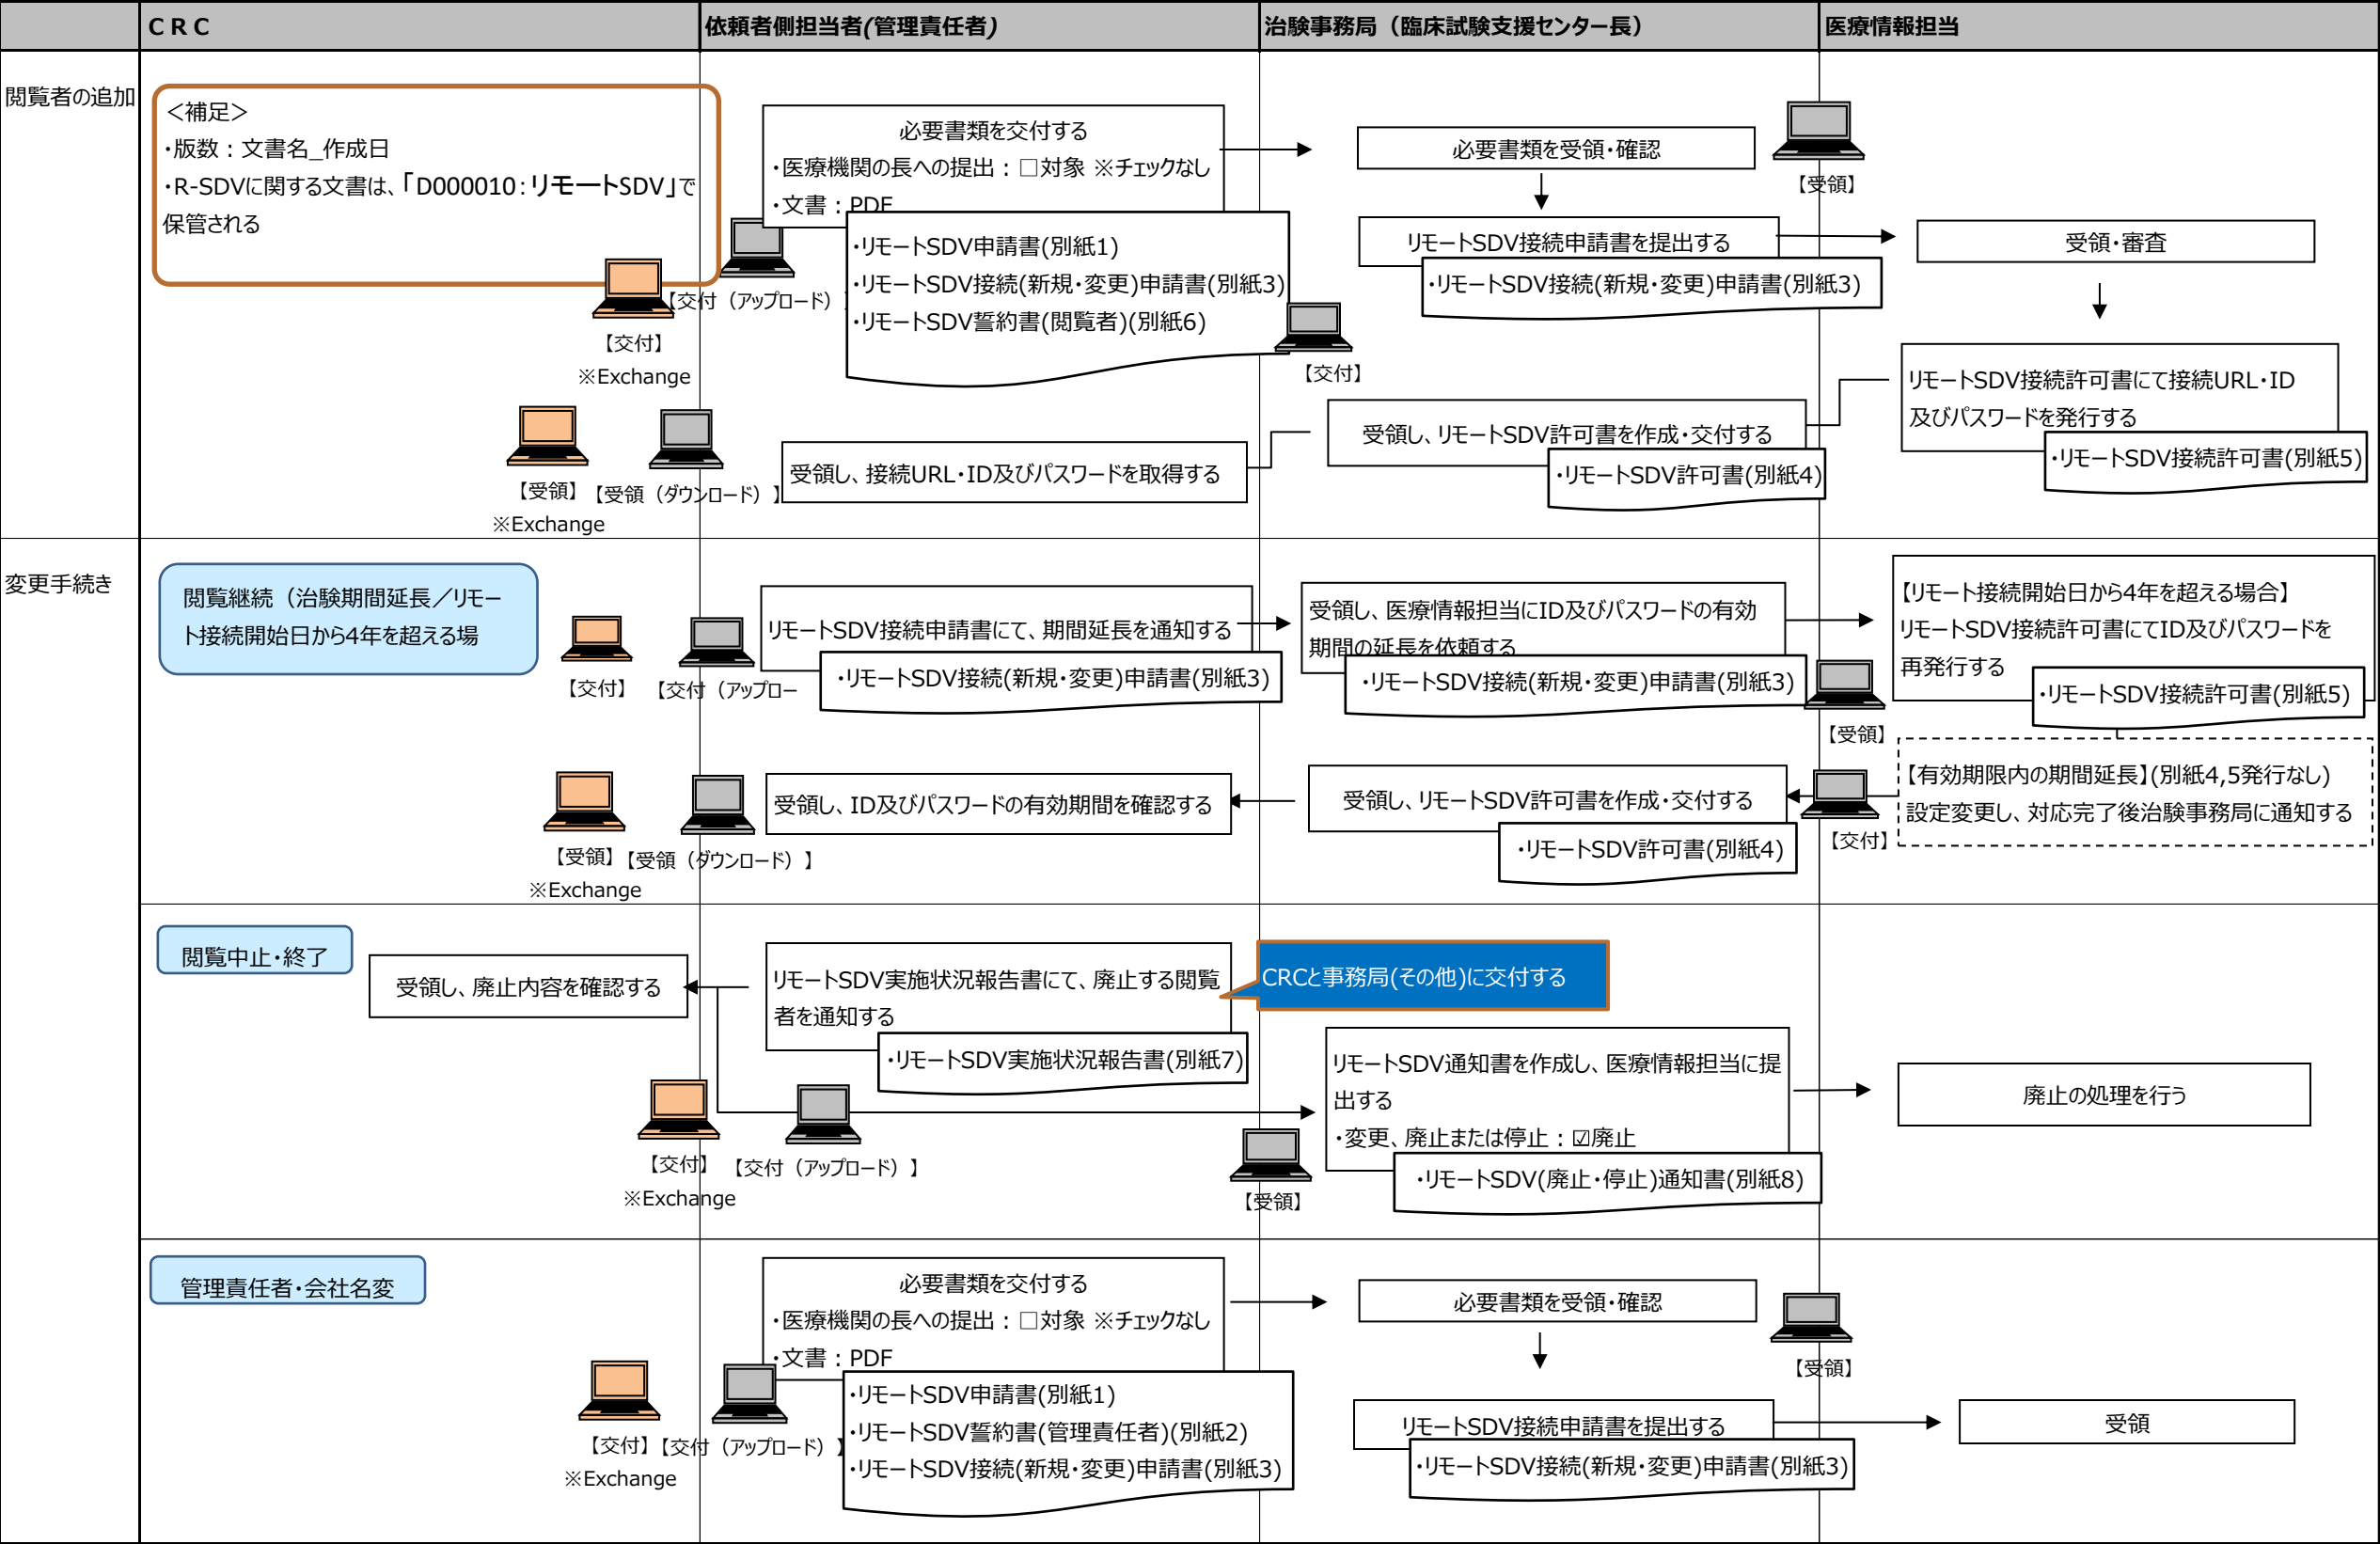 ＣＲＣ
依頼者側担当者(管理責任者)
治験事務局（臨床試験支援センター長）
医療情報担当
閲覧者の追加
＜補足＞
・版数：文書名_作成日
・R-SDVに関する文書は、「D000010：リモートSDV」で
保管される
【交付】
※Exchange
【交付（アップロード）】
必要書類を交付する
・医療機関の長への提出：□対象 ※チェックなし
・文書：PDF
・リモートSDV申請書(別紙1)
・リモートSDV接続(新規・変更)申請書(別紙3)
・リモートSDV誓約書(閲覧者)(別紙6)
必要書類を受領・確認
【受領】
リモートSDV接続申請書を提出する
・リモートSDV接続(新規・変更)申請書(別紙3)
受領・審査
【交付】
リモートSDV接続許可書にて接続URL・ID
及びパスワードを発行する
・リモートSDV接続許可書(別紙5)
受領し、リモートSDV許可書を作成・交付する
・リモートSDV許可書(別紙4)
受領し、接続URL・ID及びパスワードを取得する
【受領】
※Exchange
【受領（ダウンロード）】
変更手続き
閲覧継続（治験期間延長／リモー
ト接続開始日から4年を超える場
【交付】
【交付（アップロー
リモートSDV接続申請書にて、期間延長を通知する
・リモートSDV接続(新規・変更)申請書(別紙3)
受領し、医療情報担当にID及びパスワードの有効
期間の延長を依頼する
・リモートSDV接続(新規・変更)申請書(別紙3)
【受領】
【リモート接続開始日から4年を超える場合】
リモートSDV接続許可書にてID及びパスワードを
再発行する
・リモートSDV接続許可書(別紙5)
【有効期限内の期間延長】(別紙4,5発行なし)
設定変更し、対応完了後治験事務局に通知する
【交付】
受領し、リモートSDV許可書を作成・交付する
・リモートSDV許可書(別紙4)
受領し、ID及びパスワードの有効期間を確認する
【受領】
※Exchange
【受領（ダウンロード）】
閲覧中止・終了
受領し、廃止内容を確認する
リモートSDV実施状況報告書にて、廃止する閲覧
者を通知する
・リモートSDV実施状況報告書(別紙7)
CRCと事務局(その他)に交付する
【交付】
※Exchange
【交付（アップロード）】
【受領】
リモートSDV通知書を作成し、医療情報担当に提
出する
・変更、廃止または停止：☑廃止
・リモートSDV(廃止・停止)通知書(別紙8)
廃止の処理を行う
管理責任者・会社名変
【交付】
※Exchange
【交付（アップロード）】
必要書類を交付する
・医療機関の長への提出：□対象 ※チェックなし
・文書：PDF
・リモートSDV申請書(別紙1)
・リモートSDV誓約書(管理責任者)(別紙2)
・リモートSDV接続(新規・変更)申請書(別紙3)
必要書類を受領・確認
【受領】
リモートSDV接続申請書を提出する
・リモートSDV接続(新規・変更)申請書(別紙3)
受領